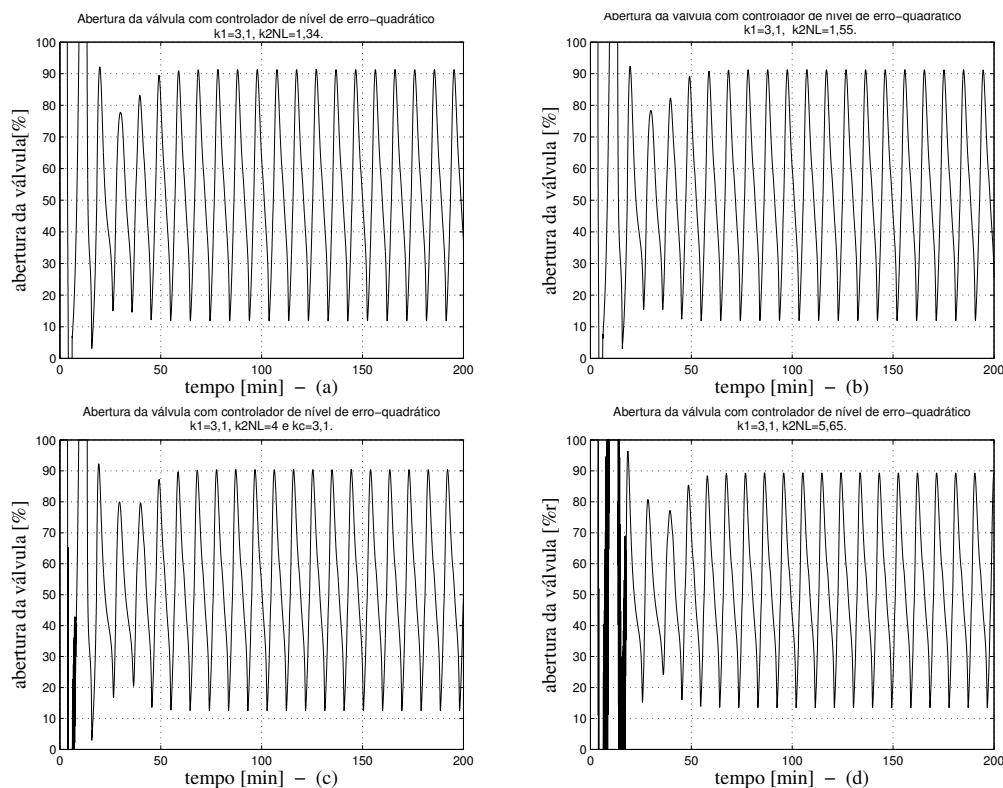 Abertura da válvula com controlador de nível de erro−quadrático
k1=3,1, k2NL=1,34.
abertura da válvula[%]
100
90
80
70
60
50
40
30
20
10
0
0 50 100 150 200
tempo [min] − (a)
Abertura da válvula com controlador de nível de erro−quadrático
k1=3,1, k2NL=1,55.
abertura da válvula [%]
100
90
80
70
60
50
40
30
20
10
0
0 50 100 150 200
tempo [min] − (b)
Abertura da válvula com controlador de nível de erro−quadrático
k1=3,1, k2NL=4 e kc=3,1.
abertura da válvula [%]
100
90
80
70
60
50
40
30
20
10
0
0 50 100 150 200
tempo [min] − (c)
Abertura da válvula com controlador de nível de erro−quadrático
k1=3,1, k2NL=5,65.
abertura da válvula [%r]
100
90
80
70
60
50
40
30
20
10
0
0 50 100 150 200
tempo [min] − (d)